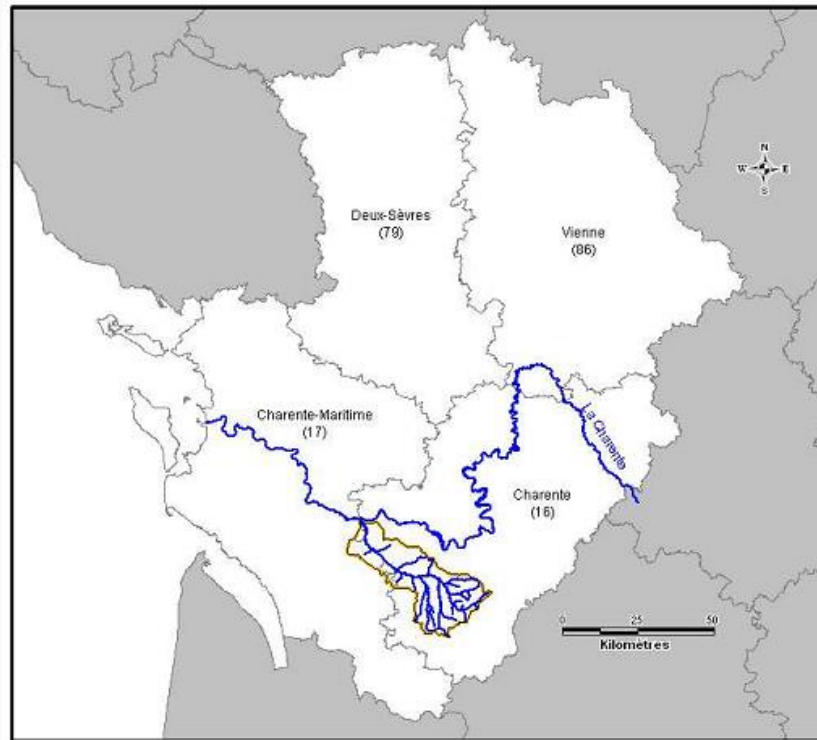 N
W E
S
Deux-Sèvres
(79)
Vienne
(86)
Charente-Maritime
(17)
La Charente
Charente
(16)
0 25 50
Kilomètres